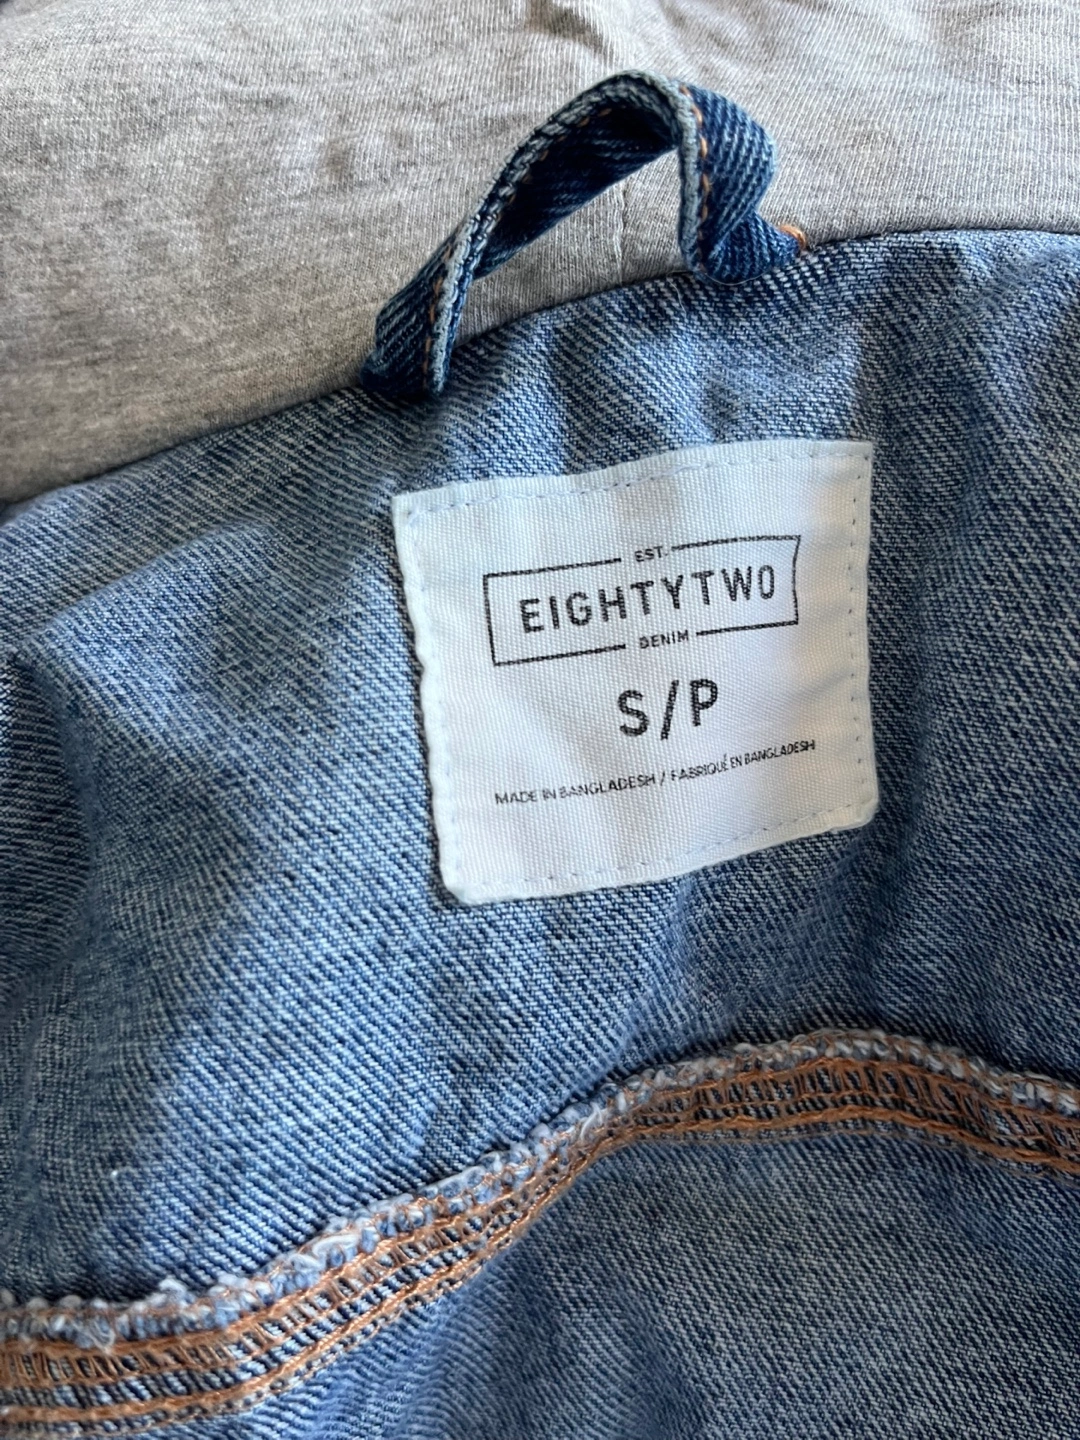 EST.
EIGHTYTWO
DENIM
S/P
MADE IN BANGLADESH / FABRIQUÉ EN BANGLADESH